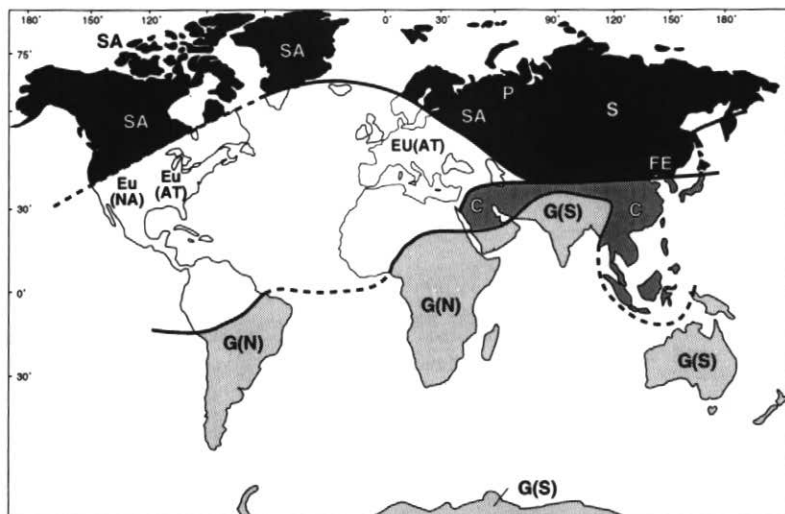 150˚ 120˚ 0˚ 30˚ 90˚ 120˚ 150˚ 180˚
SA
SA
75˚
P
SA
SA
S
EU(AT)
FE
Eu
(NA)
Eu
(AT)
30˚
C
G(S)
C
0˚
G(N)
G(N)
G(S)
30˚
G(S)